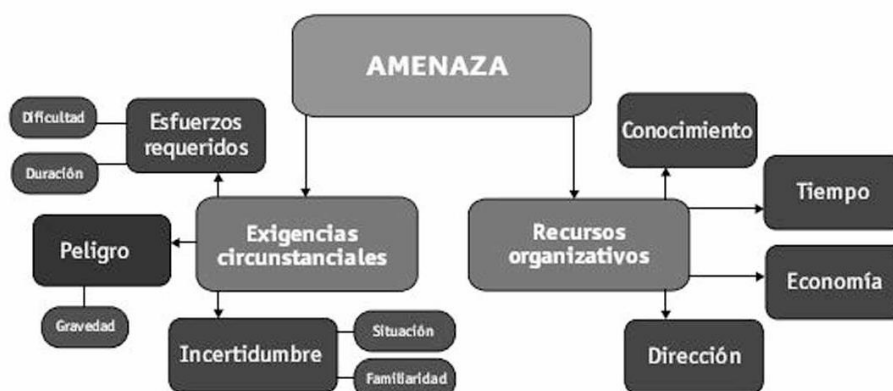 AMENAZA
Dificultad
Duración
Esfuerzos
requeridos
Conocimiento
Tiempo
Peligro
Gravedad
Exigencias
circunstanciales
Recursos
organizativos
Economía
Incertidumbre
Situación
Familiaridad
Dirección